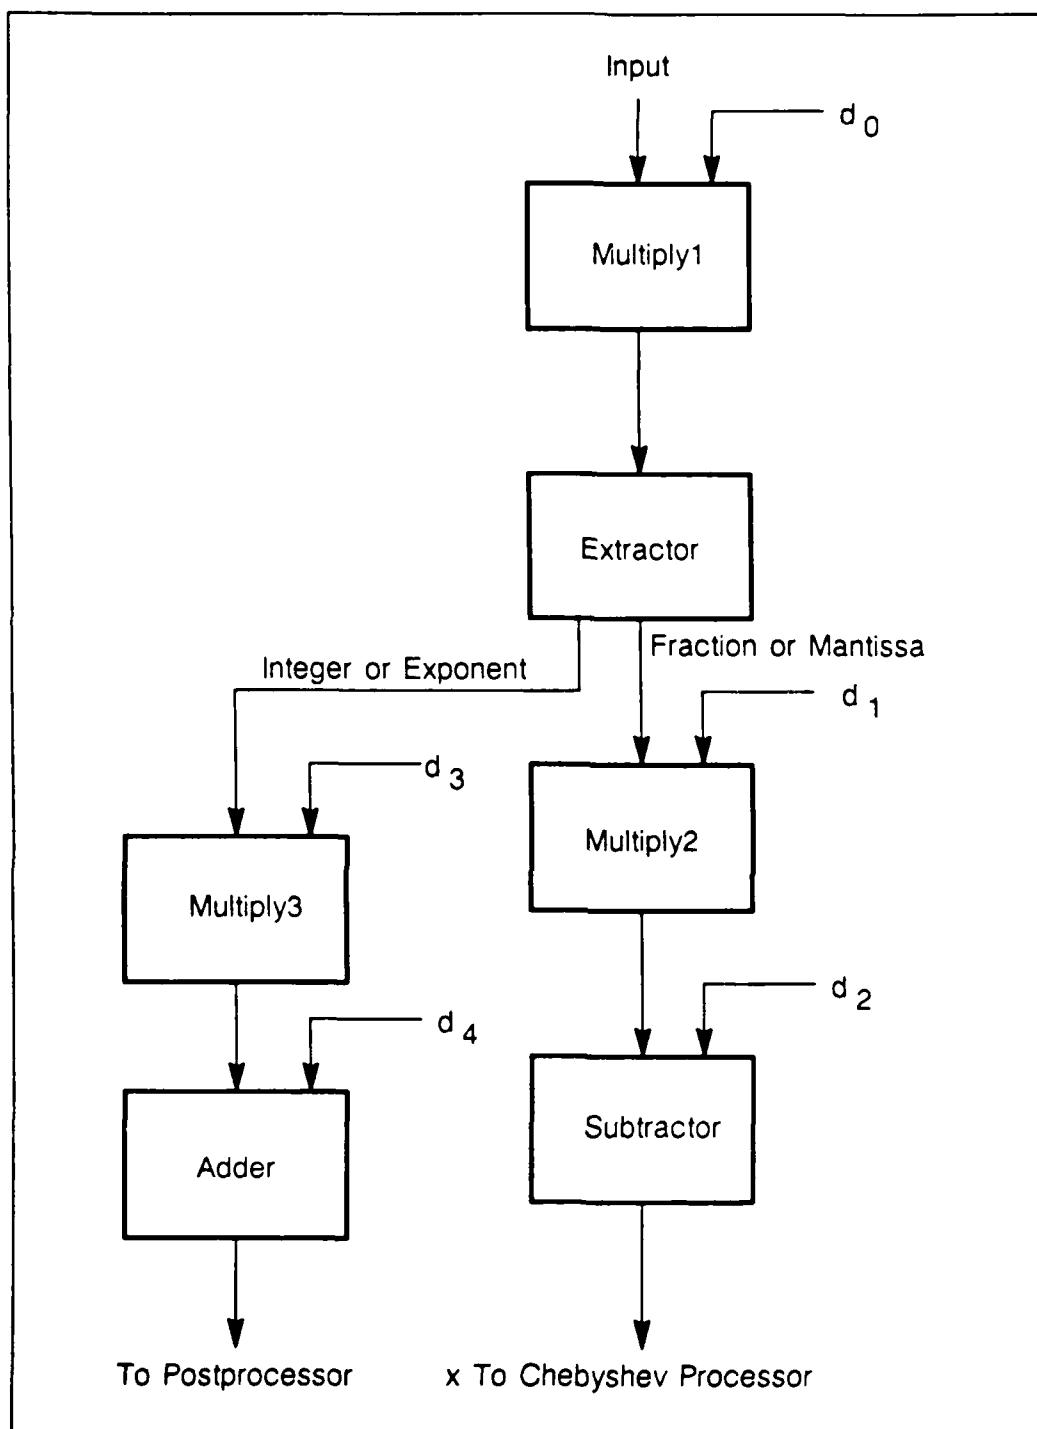 Input
d 0
Multiply1
Extractor
Fraction or Mantissa
Integer or Exponent
d 1
d 3
Multiply2
Multiply3
d 2
d 4
Subtractor
Adder
To Postprocessor
x To Chebyshev Processor